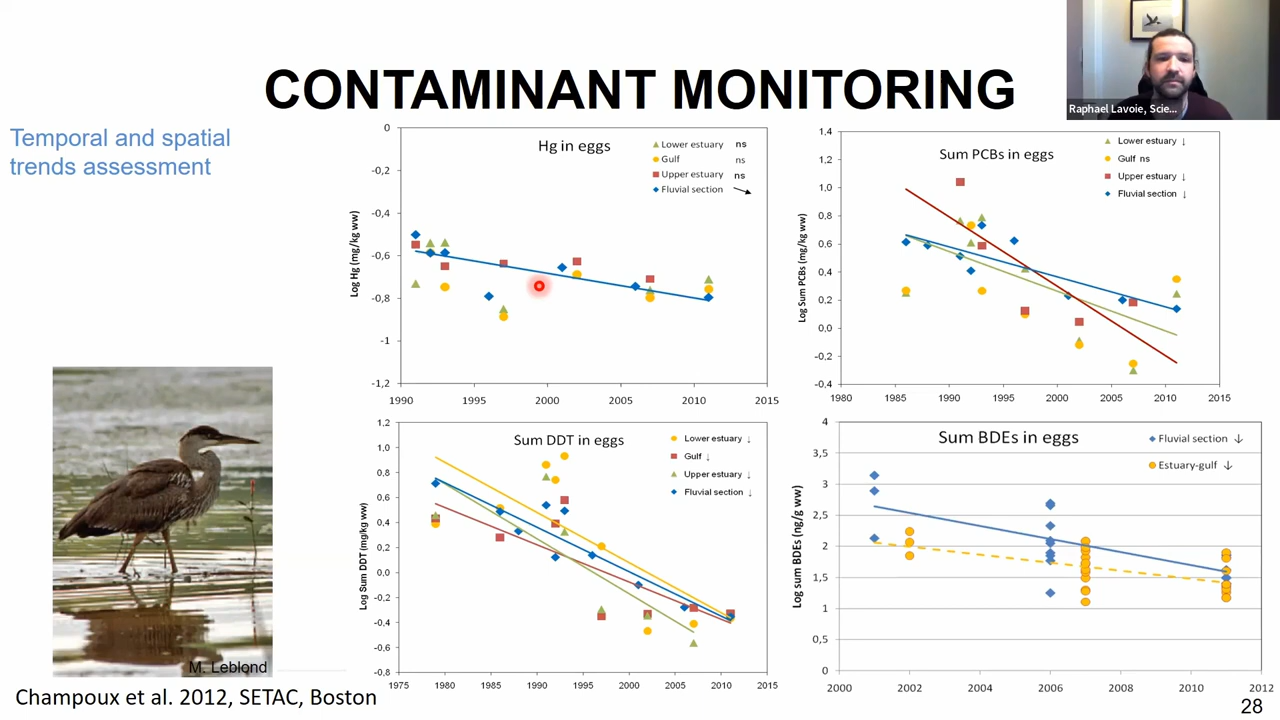 Raphael Lavoie, Scie...
CONTAMINANT MONITORING
Temporal and spatial
trends assessment
Hg in eggs
Lower estuary ns
Gulf ns
Upper estuary ns
Fluvial section
Log Hg (mg/kg ww)
0
-0,2
-0,4
-0,6
-0,8
-1
-1,2
1990 1995 2000 2005 2010 2015
Sum PCBs in eggs
Lower estuary ↓
Gulf ns
Upper estuary ↓
Fluvial section ↓
Log Sum PCBs (mg/kg ww)
1,4
1,2
1,0
0,8
0,6
0,4
0,2
0,0
-0,2
-0,4
1980 1985 1990 1995 2000 2005 2010 2015
Sum DDT in eggs
Lower estuary ↓
Gulf ↓
Upper estuary ↓
Fluvial section ↓
Log Sum DDT (mg/kg ww)
1,2
1,0
0,8
0,6
0,4
0,2
0,0
-0,2
-0,4
-0,6
-0,8
1975 1980 1985 1990 1995 2000 2005 2010 2015
Sum BDEs in eggs
Fluvial section ↓
Estuary-gulf ↓
Log sum BDEs (ng/g ww)
4
3,5
3
2,5
2
1,5
1
0,5
0
2000 2002 2004 2006 2008 2010 2012
M. Leblond
Champoux et al. 2012, SETAC, Boston
28